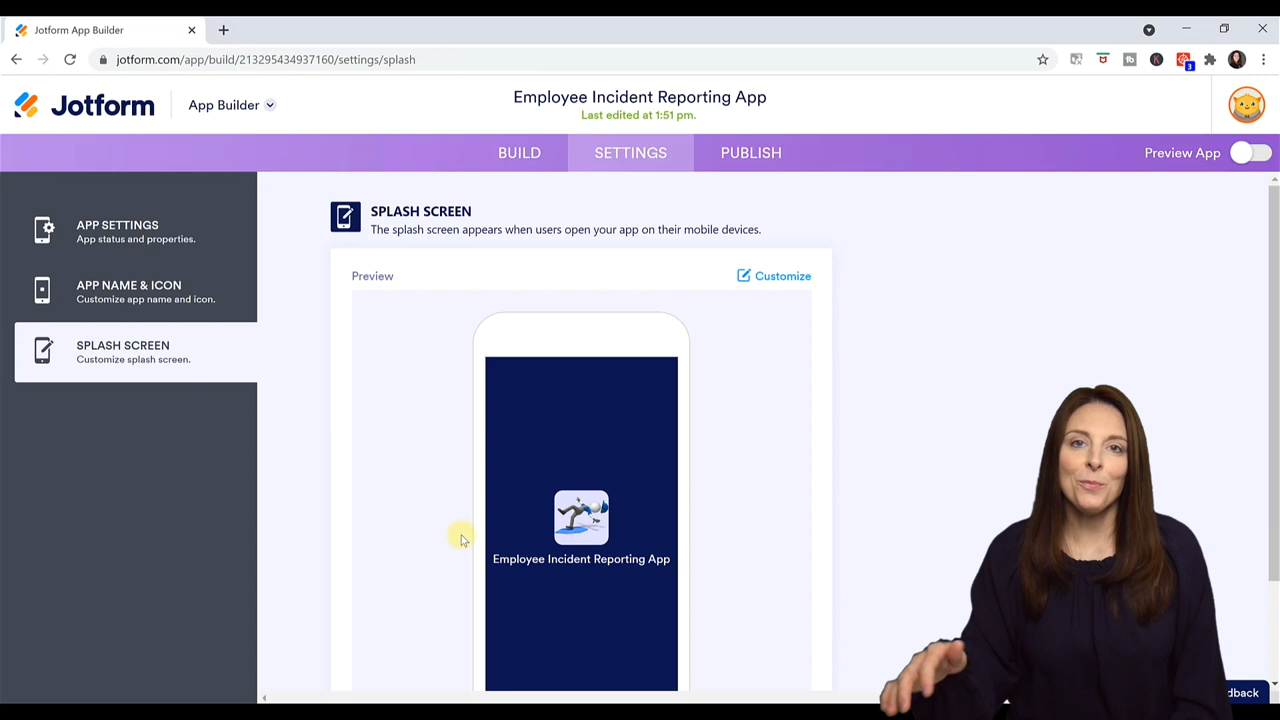 Jotform App Builder
jotform.com/app/build/213295434937160/settings/splash
3
Jotform
App Builder
Employee Incident Reporting App
Last edited at 1:51 pm.
BUILD
SETTINGS
PUBLISH
Preview App
APP SETTINGS
App status and properties.
APP NAME & ICON
Customize app name and icon.
SPLASH SCREEN
Customize splash screen.
SPLASH SCREEN
The splash screen appears when users open your app on their mobile devices.
Preview
Customize
Employee Incident Reporting App
dback